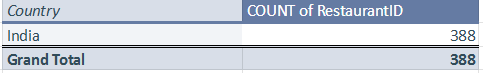 Country COUNT of RestaurantID
India 388
Grand Total 388